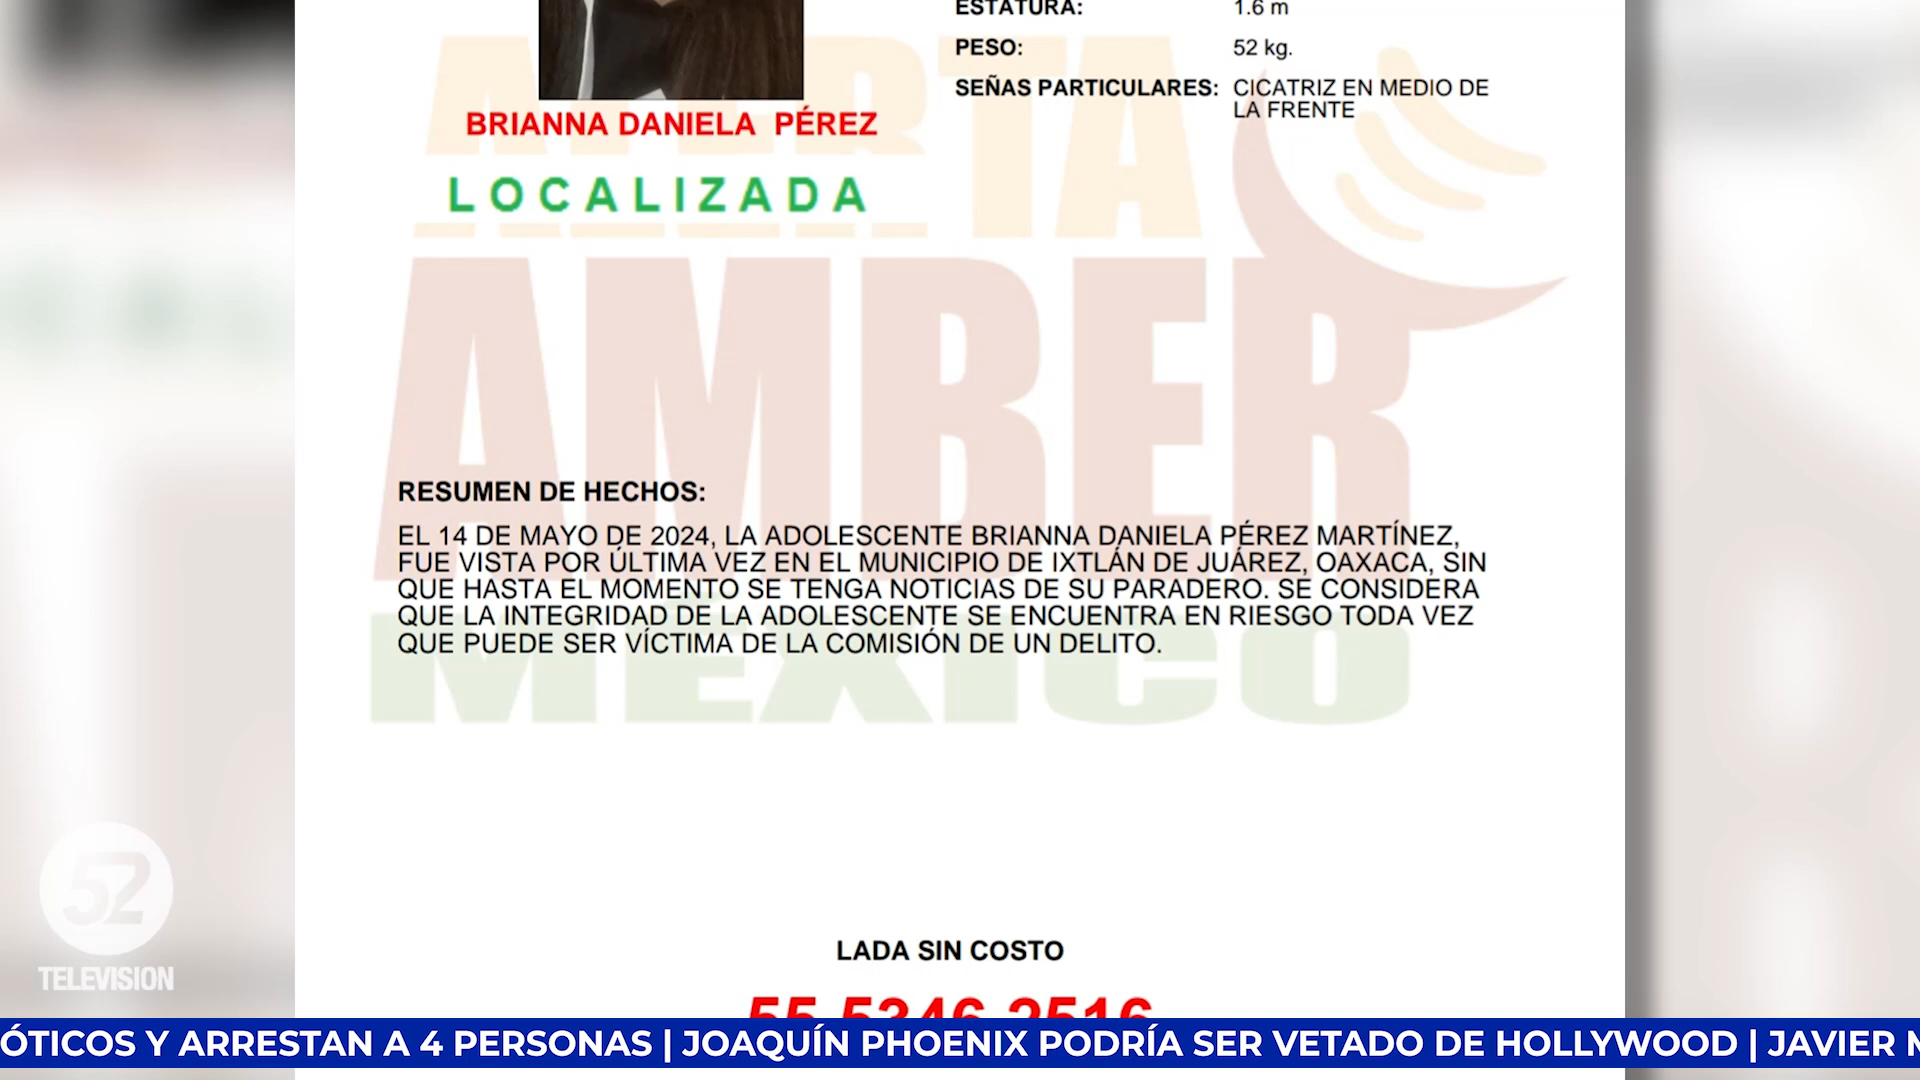 ESTATURA: 1.6 m
PESO: 52 kg.
SEÑAS PARTICULARES: CICATRIZ EN MEDIO DE
LA FRENTE
BRIANNA DANIELA PÉREZ
LOCALIZADA
ALERTA
AMBER
MÉXICO
RESUMEN DE HECHOS:
EL 14 DE MAYO DE 2024, LA ADOLESCENTE BRIANNA DANIELA PÉREZ MARTÍNEZ,
FUE VISTA POR ÚLTIMA VEZ EN EL MUNICIPIO DE IXTLÁN DE JUÁREZ, OAXACA, SIN
QUE HASTA EL MOMENTO SE TENGA NOTICIAS DE SU PARADERO. SE CONSIDERA
QUE LA INTEGRIDAD DE LA ADOLESCENTE SE ENCUENTRA EN RIESGO TODA VEZ
QUE PUEDE SER VÍCTIMA DE LA COMISIÓN DE UN DELITO.
LADA SIN COSTO
55 5346 2516
52
TELEVISION
ÓTICOS Y ARRESTAN A 4 PERSONAS | JOAQUÍN PHOENIX PODRÍA SER VETADO DE HOLLYWOOD | JAVIER